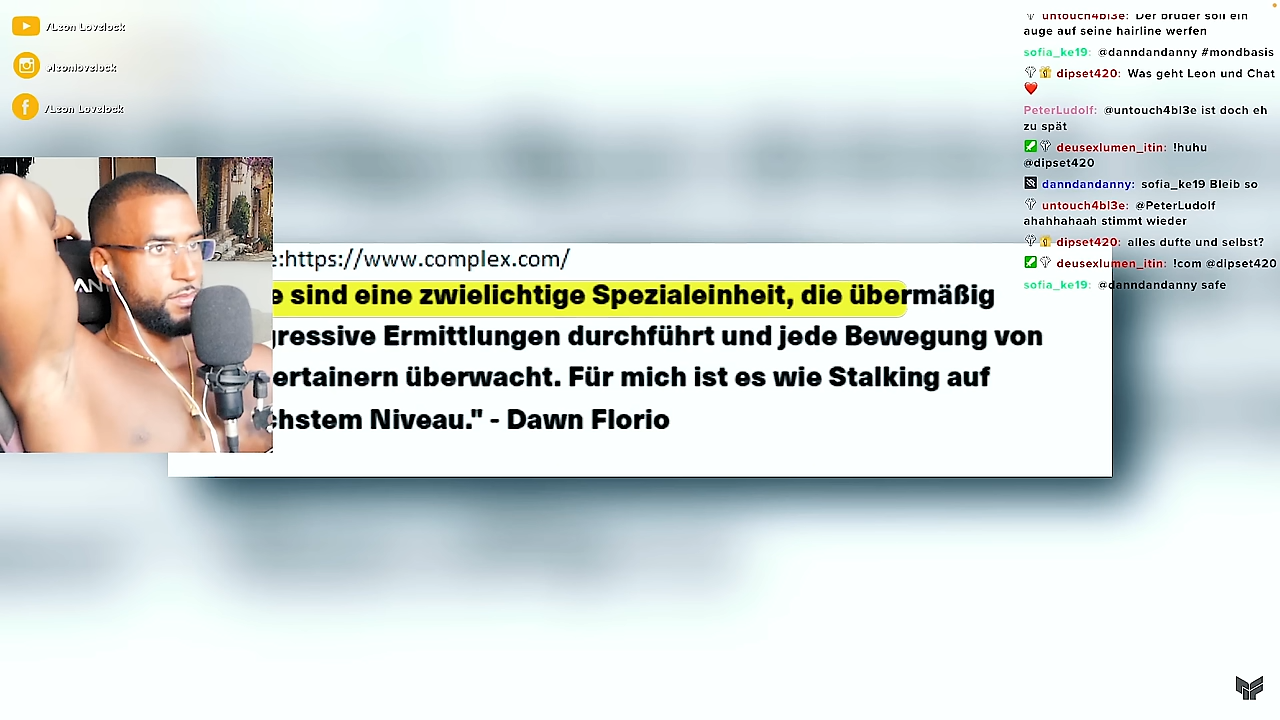 /Leon Lovelock
/leonlovelock
/Leon Lovelock
e:https://www.complex.com/
e sind eine zwielichtige Spezialeinheit, die übermäßig
gressive Ermittlungen durchführt und jede Bewegung von
ertainern überwacht. Für mich ist es wie Stalking auf
chstem Niveau." - Dawn Florio
untouch4bl3e: Der bruder soll ein
auge auf seine hairline werfen
sofia_ke19: @danndandanny #mondbasis
dipset420: Was geht Leon und Chat
❤️
PeterLudolf: @untouch4bl3e ist doch eh
zu spät
deusexlumen_itin: !huhu
@dipset420
danndandanny: sofia_ke19 Bleib so
untouch4bl3e: @PeterLudolf
ahahhahaah stimmt wieder
dipset420: alles dufte und selbst?
deusexlumen_itin: !com @dipset420
sofia_ke19: @danndandanny safe